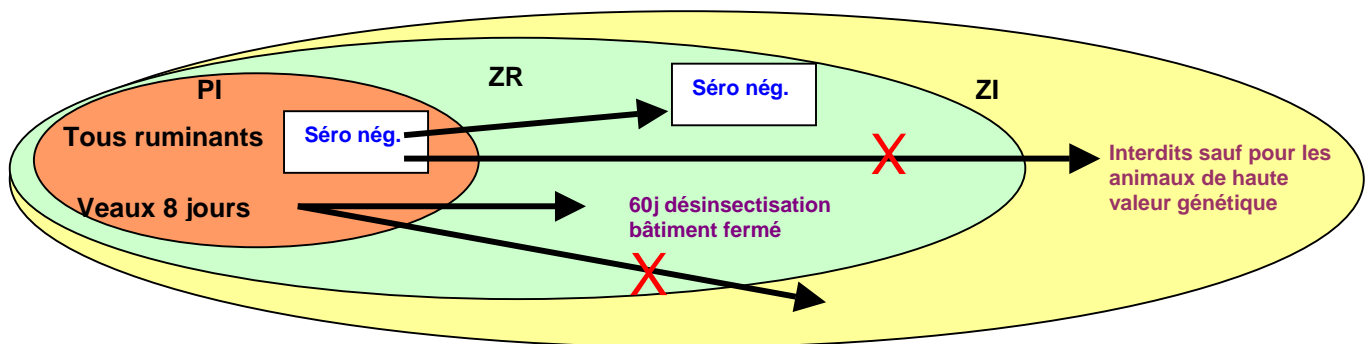 PI
ZR
ZI
Séro nég.
Tous ruminants
Séro nég.
Interdits sauf pour les
animaux de haute
valeur génétique
X
Veaux 8 jours
60j désinsectisation
bâtiment fermé
X